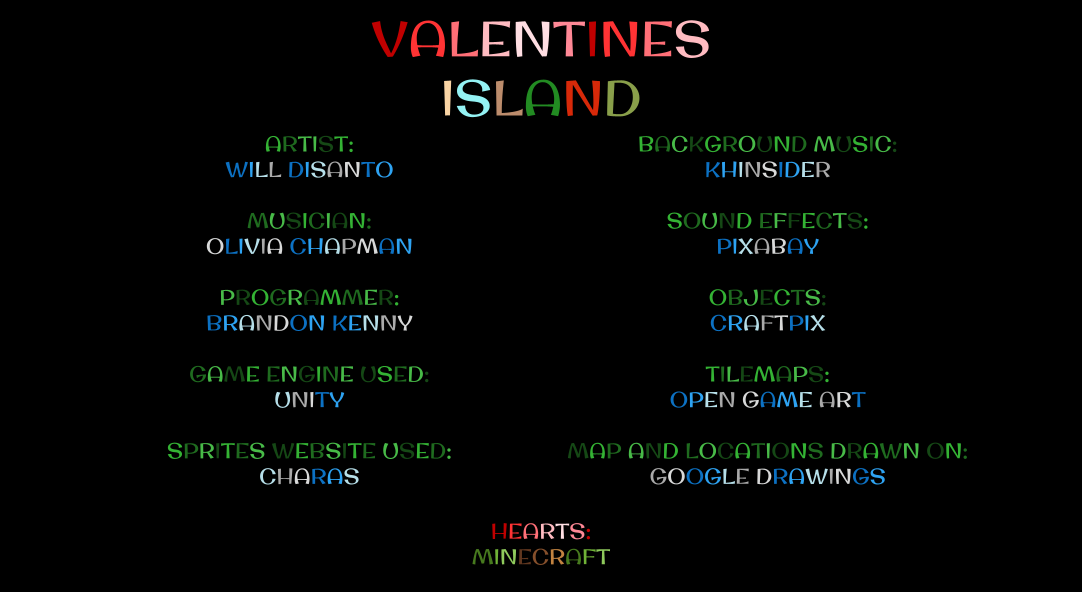 VALENTINES
ISLAND
ARTIST:
WILL DISANTO
MUSICIAN:
OLIVIA CHAPMAN
PROGRAMMER:
BRANDON KENNY
GAME ENGINE USED:
UNITY
SPRITES WEBSITE USED:
CHARAS
BACKGROUND MUSIC:
KHINSIDER
SOUND EFFECTS:
PIXABAY
OBJECTS:
CRAFTPIX
TILEMAPS:
OPEN GAME ART
MAP AND LOCATIONS DRAWN ON:
GOOGLE DRAWINGS
HEARTS:
MINECRAFT